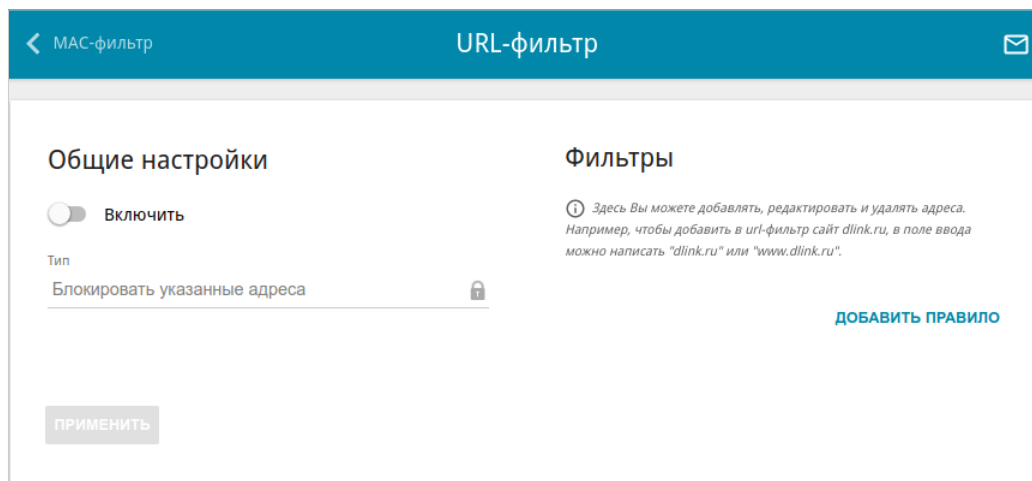 МАС-фильтр
URL-фильтр
Общие настройки
Включить
Тип
Блокировать указанные адреса
ПРИМЕНИТЬ
Фильтры
Здесь Вы можете добавлять, редактировать и удалять адреса.
Например, чтобы добавить в url-фильтр сайт dlink.ru, в поле ввода
можно написать "dlink.ru" или "www.dlink.ru".
ДОБАВИТЬ ПРАВИЛО